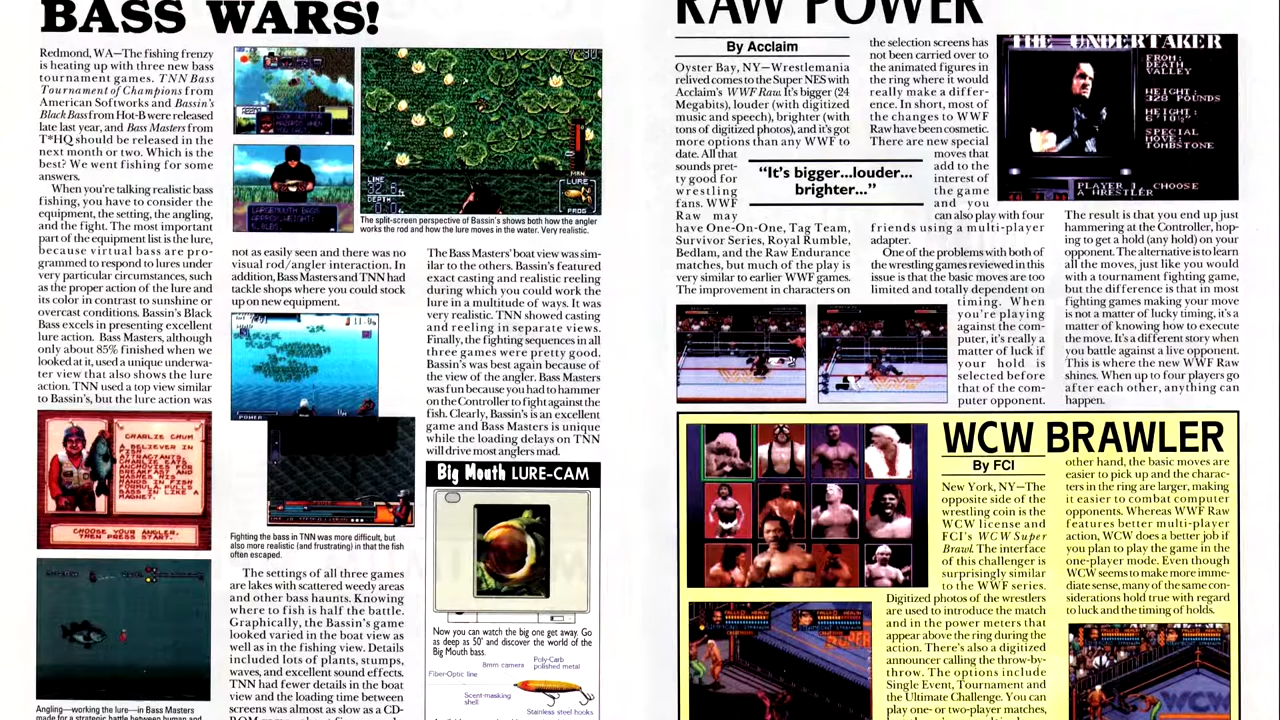 BASS WARS!
Redmond, WA—The fishing frenzy
is heating up with three new bass
tournament games. TNN Bass
Tournament of Champions from
American Softworks and Bassin's
Black Bass from Hot-B were released
late last year, and Bass Masters from
T*HQ should be released in the
next month or two. Which is the
best? We went fishing for some
answers.
When you're talking realistic bass
fishing, you have to consider the
equipment, the setting, the angling,
and the fight. The most important
part of the equipment list is the lure,
because virtual bass are pro-
grammed to respond to lures under
very particular circumstances, such
as the proper action of the lure and
its color in contrast to sunshine or
overcast conditions. Bassin's Black
Bass excels in presenting excellent
lure action. Bass Masters, although
only about 85% finished when we
looked at it, used a unique underwa-
ter view that also shows the lure
action. TNN used a top view similar
to Bassin's, but the lure action was
CHARLIE CHUM
A BELIEVER IN
FISH
ATTRACTANTS,
CHARLIE EATS
ANCHOVIES FOR
BREAKFAST AND
WASHES HIS
HANDS IN FISH
FORMULA. PULLS
BASS IN LIKE A
MAGNET.
CHOOSE YOUR ANGLER,
THEN PRESS START.
Angling—working the lure—in Bass Masters
made for a strategic battle between human and
LINE
DEPTH
LURE
FROG
The split-screen perspective of Bassin's shows both how the angler
works the rod and how the lure moves in the water. Very realistic.
not as easily seen and there was no
visual rod/angler interaction. In
addition, Bass Masters and TNN had
tackle shops where you could stock
up on new equipment.
POWER
Fighting the bass in TNN was more difficult, but
also more realistic (and frustrating) in that the fish
often escaped.
The settings of all three games
are lakes with scattered weedy areas
and other bass haunts. Knowing
where to fish is half the battle.
Graphically, the Bassin's game
looked varied in the boat view as
well as in the fishing view. Details
included lots of plants, stumps,
waves, and excellent sound effects.
TNN had fewer details in the boat
view and the loading time between
screens was almost as slow as a CD-
The Bass Masters' boat view was sim-
ilar to the others. Bassin's featured
exact casting and realistic reeling
during which you could work the
lure in a multitude of ways. It was
very realistic. TNN showed casting
and reeling in separate views.
Finally, the fighting sequences in all
three games were pretty good.
Bassin's was best again because of
the view of the angler. Bass Masters
was fun because you had to hammer
on the Controller to fight against the
fish. Clearly, Bassin's is an excellent
game and Bass Masters is unique
while the loading delays on TNN
will drive most anglers mad.
Big Mouth LURE-CAM
Now you can watch the big one get away. Go
as deep as 50' and discover the world of the
Big Mouth bass.
8mm camera
Poly-Carb
polished metal
Fiber-Optic line
Scent-masking
shell
Stainless steel hooks
RAW POWER
By Acclaim
Oyster Bay, NY—Wrestlemania
relived comes to the Super NES with
Acclaim's WWF Raw. It's bigger (24
Megabits), louder (with digitized
music and speech), brighter (with
tons of digitized photos), and it's got
more options than any WWF to
date. All that
sounds pret-
ty good for
wrestling
fans. WWF
Raw may
have One-On-One, Tag Team,
Survivor Series, Royal Rumble,
Bedlam, and the Raw Endurance
matches, but much of the play is
very similar to earlier WWF games.
The improvement in characters on
"It's bigger...louder...
brighter..."
the selection screens has
not been carried over to
the animated figures in
the ring where it would
really make a differ-
ence. In short, most of
the changes to WWF
Raw have been cosmetic.
There are new special
moves that
add to the
interest of
the game
and you
can also play with four
friends using a multi-player
adapter.
One of the problems with both of
the wrestling games reviewed in this
issue is that the basic moves are too
limited and totally dependent on
timing. When
you're playing
against the com-
puter, it's really a
matter of luck if
your hold is
selected before
that of the com-
puter opponent.
THE UNDERTAKER
FROM:
DEATH
VALLEY
HEIGHT:
328 POUNDS
HEIGHT:
SPECIAL
MOVE:
TOMBSTONE
PLAYER 1 CHOOSE
A WRESTLER
The result is that you end up just
hammering at the Controller, hop-
ing to get a hold (any hold) on your
opponent. The alternative is to learn
all the moves, just like you would
with a tournament fighting game,
but the difference is that in most
fighting games making your move
is not a matter of lucky timing, it's a
matter of knowing how to execute
the move. It's a different story when
you battle against a live opponent.
This is where the new WWF Raw
shines. When up to four players go
after each other, anything can
happen.
WCW BRAWLER
By FCI
New York, NY—The
opposite side of the
wrestling coin is the
WCW license and
FCI's WCW Super
Brawl. The interface
of this challenger is
surprisingly similar
to the WWF series.
Digitized photos of the wrestlers
are used to introduce the match
and in the power meters that
appear above the ring during the
action. There's also a digitized
announcer calling the throw-by-
throw. The options include
Single Event, Tournament and
the Ultimate Challenge. You can
play one- or two-player matches,
other hand, the basic moves are
easier to pick up and the charac-
ters in the ring are larger, making
it easier to combat computer
opponents. Whereas WWF Raw
features better multi-player
action, WCW does a better job if
you plan to play the game in the
one-player mode. Even though
WCW seems to make more imme-
diate sense, many of the same con-
siderations hold true with regard
to luck and the timing of holds.